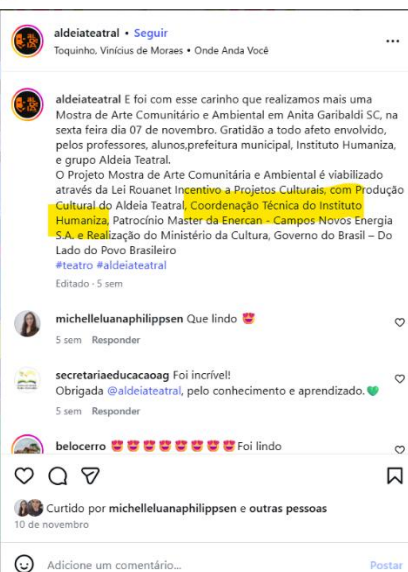 aldeiateatral • Seguir
Toquinho, Vinícius de Moraes • Onde Anda Você
aldeiateatral E foi com esse carinho que realizamos mais uma
Mostra de Arte Comunitário e Ambiental em Anita Garibaldi SC, na
sexta feira dia 07 de novembro. Gratidão a todo afeto envolvido,
pelos professores, alunos,prefeitura municipal, Instituto Humaniza,
e grupo Aldeia Teatral.
O Projeto Mostra de Arte Comunitária e Ambiental é viabilizado
através da Lei Rouanet Incentivo a Projetos Culturais, com Produção
Cultural do Aldeia Teatral, Coordenação Técnica do Instituto
Humaniza, Patrocínio Master da Enercan - Campos Novos Energia
S.A. e Realização do Ministério da Cultura, Governo do Brasil – Do
Lado do Povo Brasileiro
#teatro #aldeiateatral
Editado · 5 sem
michelleluanaphilippsen Que lindo 😍
5 sem Responder
secretariaeducacaoag Foi incrível!
Obrigada @aldeiateatral, pelo conhecimento e aprendizado.💚
5 sem Responder
belocerro 😍😍😍😍😍😍😍😍Foi lindo
Curtido por michelleluanaphilippsen e outras pessoas
10 de novembro
Adicione um comentário...
Postar